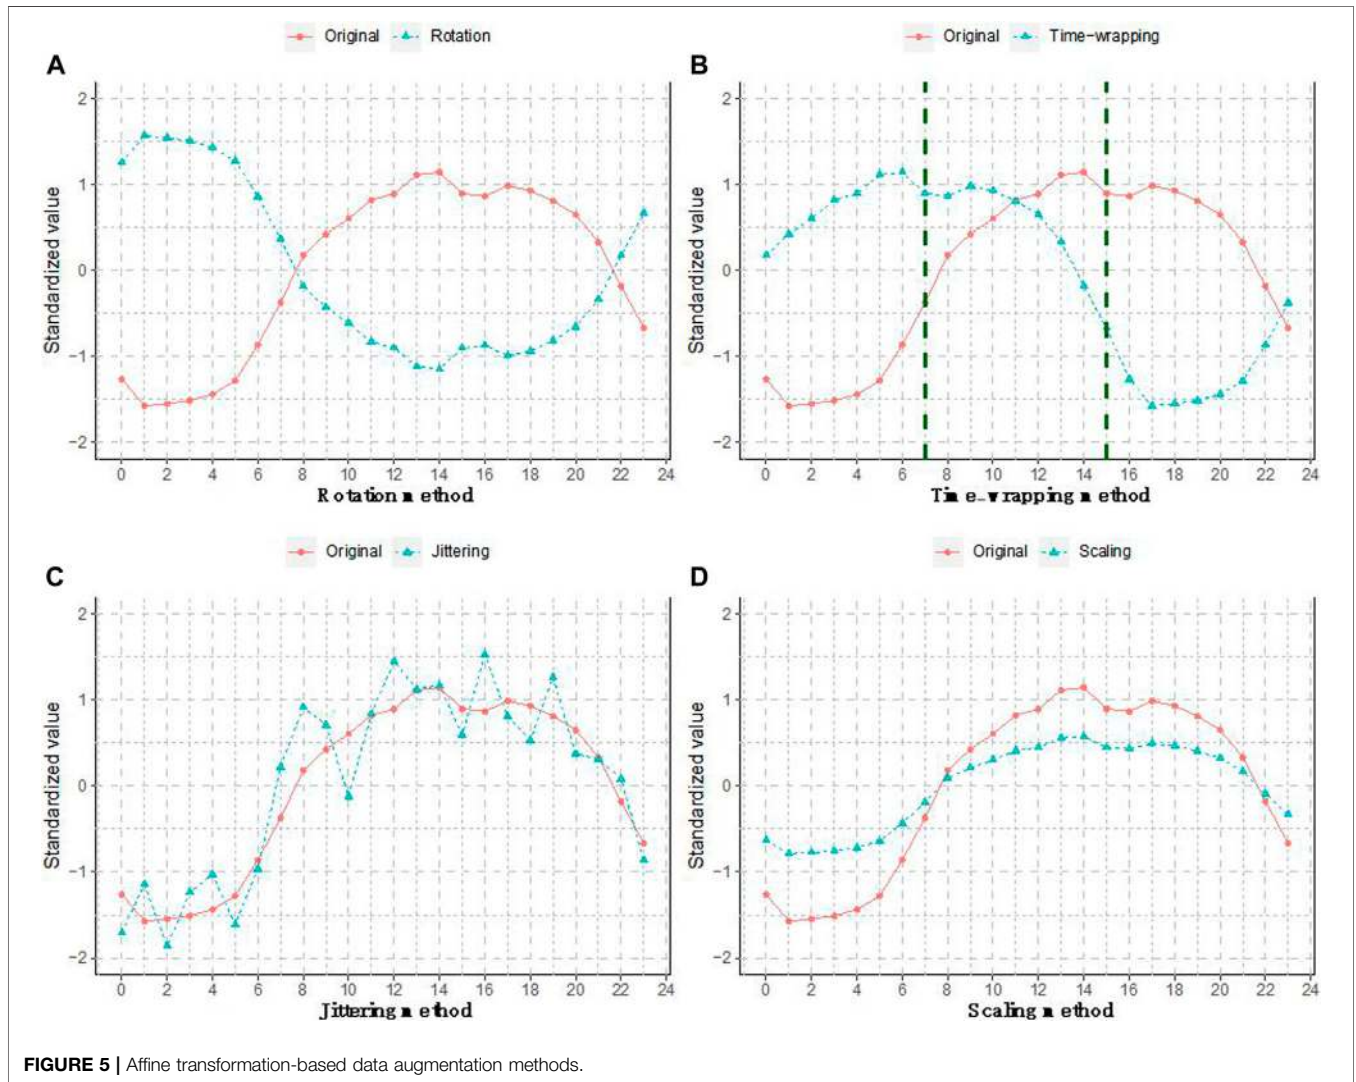 Original Rotation
A
Standardized value
2
1
0
−1
−2
0 2 4 6 8 10 12 14 16 18 20 22 24
Rotation method
Original Time−wrapping
B
Standardized value
2
1
0
−1
−2
0 2 4 6 8 10 12 14 16 18 20 22 24
Time-wrapping method
Original Jittering
C
Standardized value
2
1
0
−1
−2
0 2 4 6 8 10 12 14 16 18 20 22 24
Jittering method
Original Scaling
D
Standardized value
2
1
0
−1
−2
0 2 4 6 8 10 12 14 16 18 20 22 24
Scaling method
FIGURE 5 | Affine transformation-based data augmentation methods.